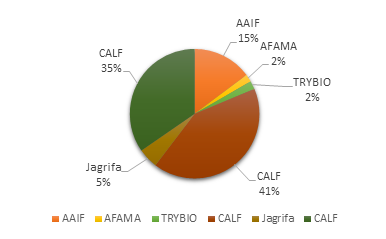 AAIF
15%
AFAMA
2%
TRYBIO
2%
CALF
41%
Jagrifa
5%
CALF
35%
AAIF AFAMA TRYBIO CALF Jagrifa CALF